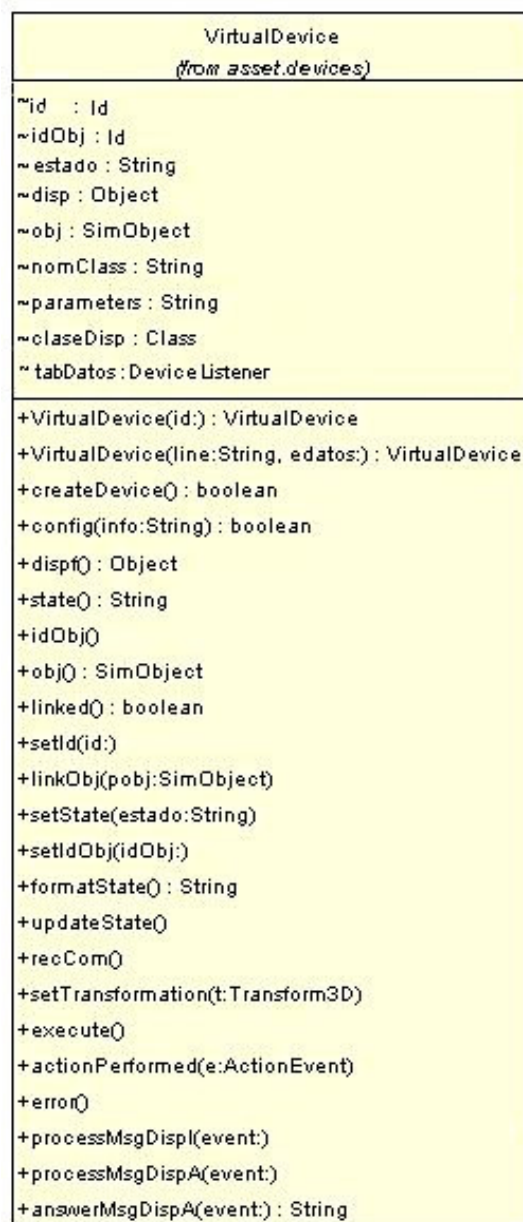 VirtualDevice
(from asset.devices)
~id : Id
~idObj : Id
~estado : String
~disp : Object
~obj : SimObject
~nomClass : String
~parameters : String
~claseDisp : Class
~tabDatos : DeviceListener
+VirtualDevice(id:) : VirtualDevice
+VirtualDevice(line:String, edatos:) : VirtualDevice
+createDevice() : boolean
+config(info:String) : boolean
+dispf() : Object
+state() : String
+idObj()
+obj() : SimObject
+linked() : boolean
+setId(id:)
+linkObj(pobj:SimObject)
+setState(estado:String)
+setIdObj(idObj:)
+formatState() : String
+updateState()
+recCom()
+setTransformation(t:Transform3D)
+execute()
+actionPerformed(e:ActionEvent)
+error()
+processMsgDispI(event:)
+processMsgDispA(event:)
+answerMsgDispA(event:) : String